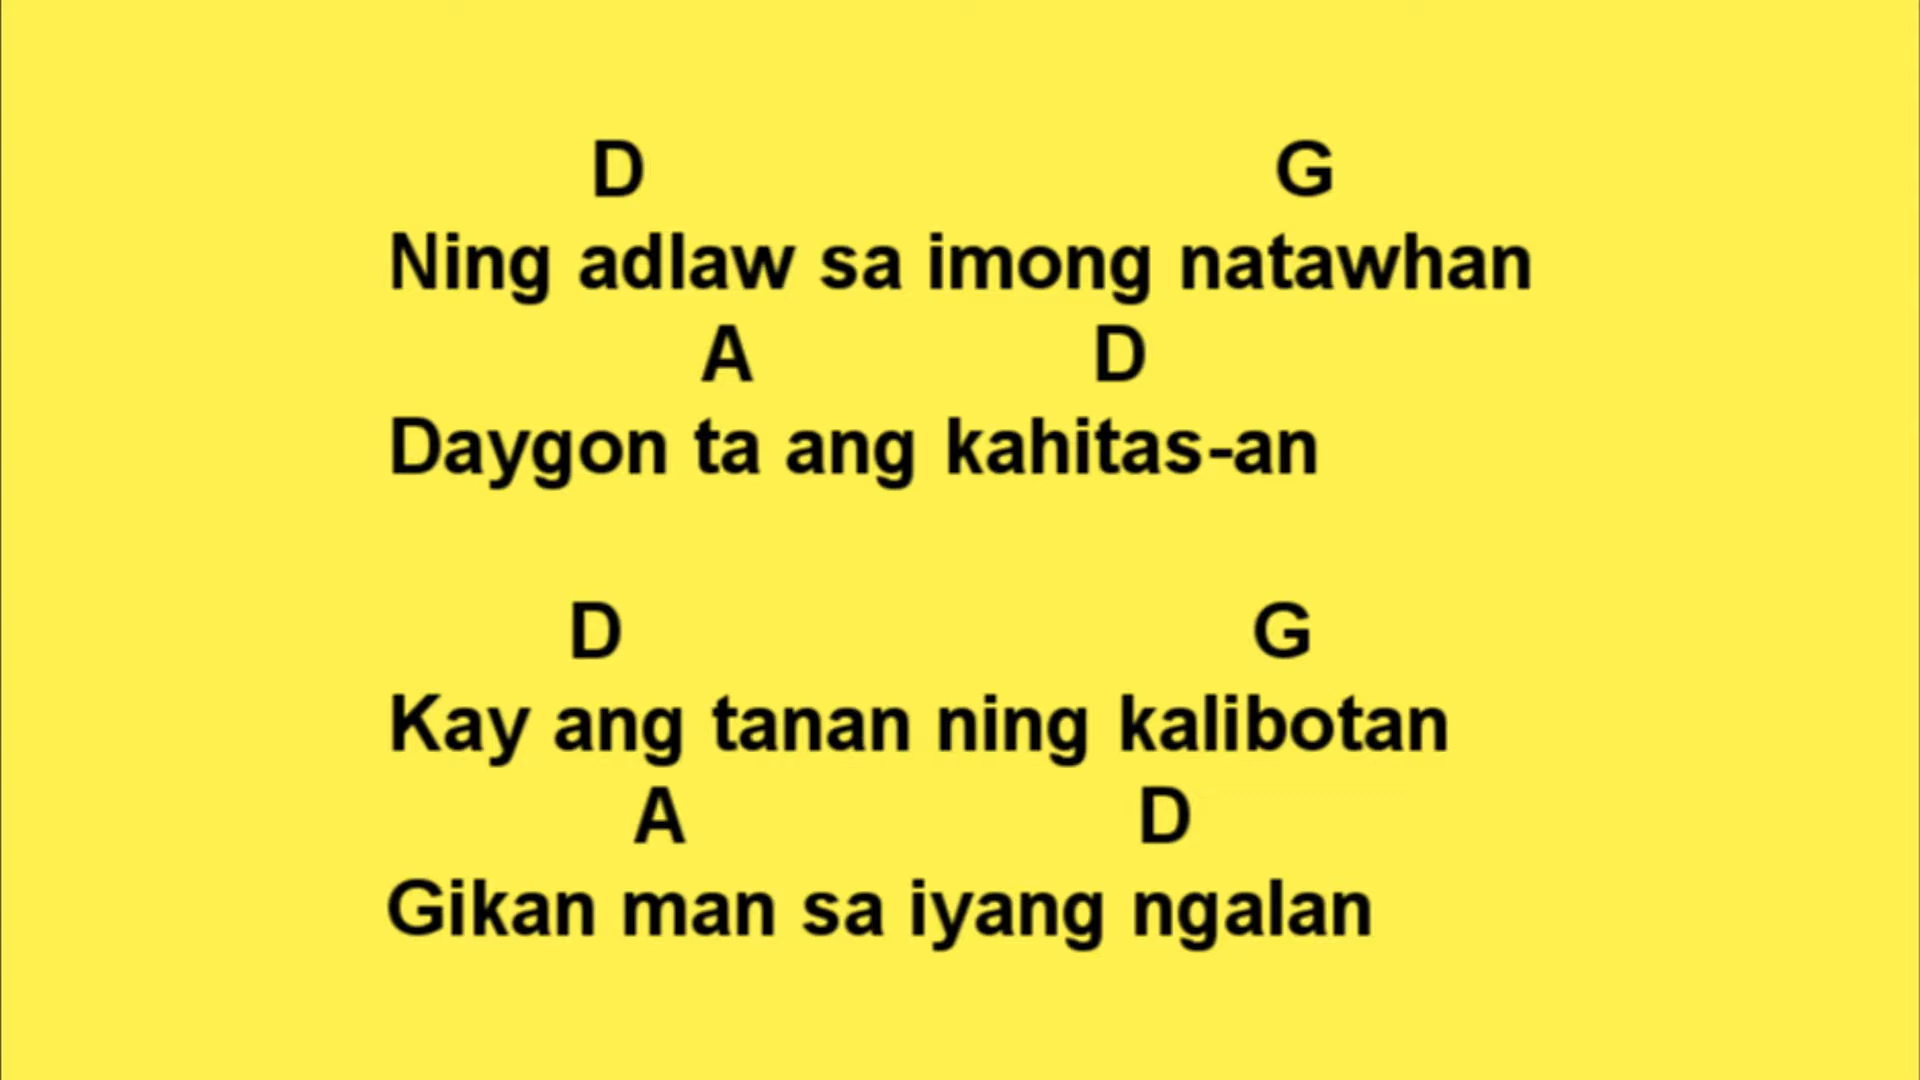 D G
Ning adlaw sa imong natawhan
A D
Daygon ta ang kahitas-an
D G
Kay ang tanan ning kalibotan
A D
Gikan man sa iyang ngalan